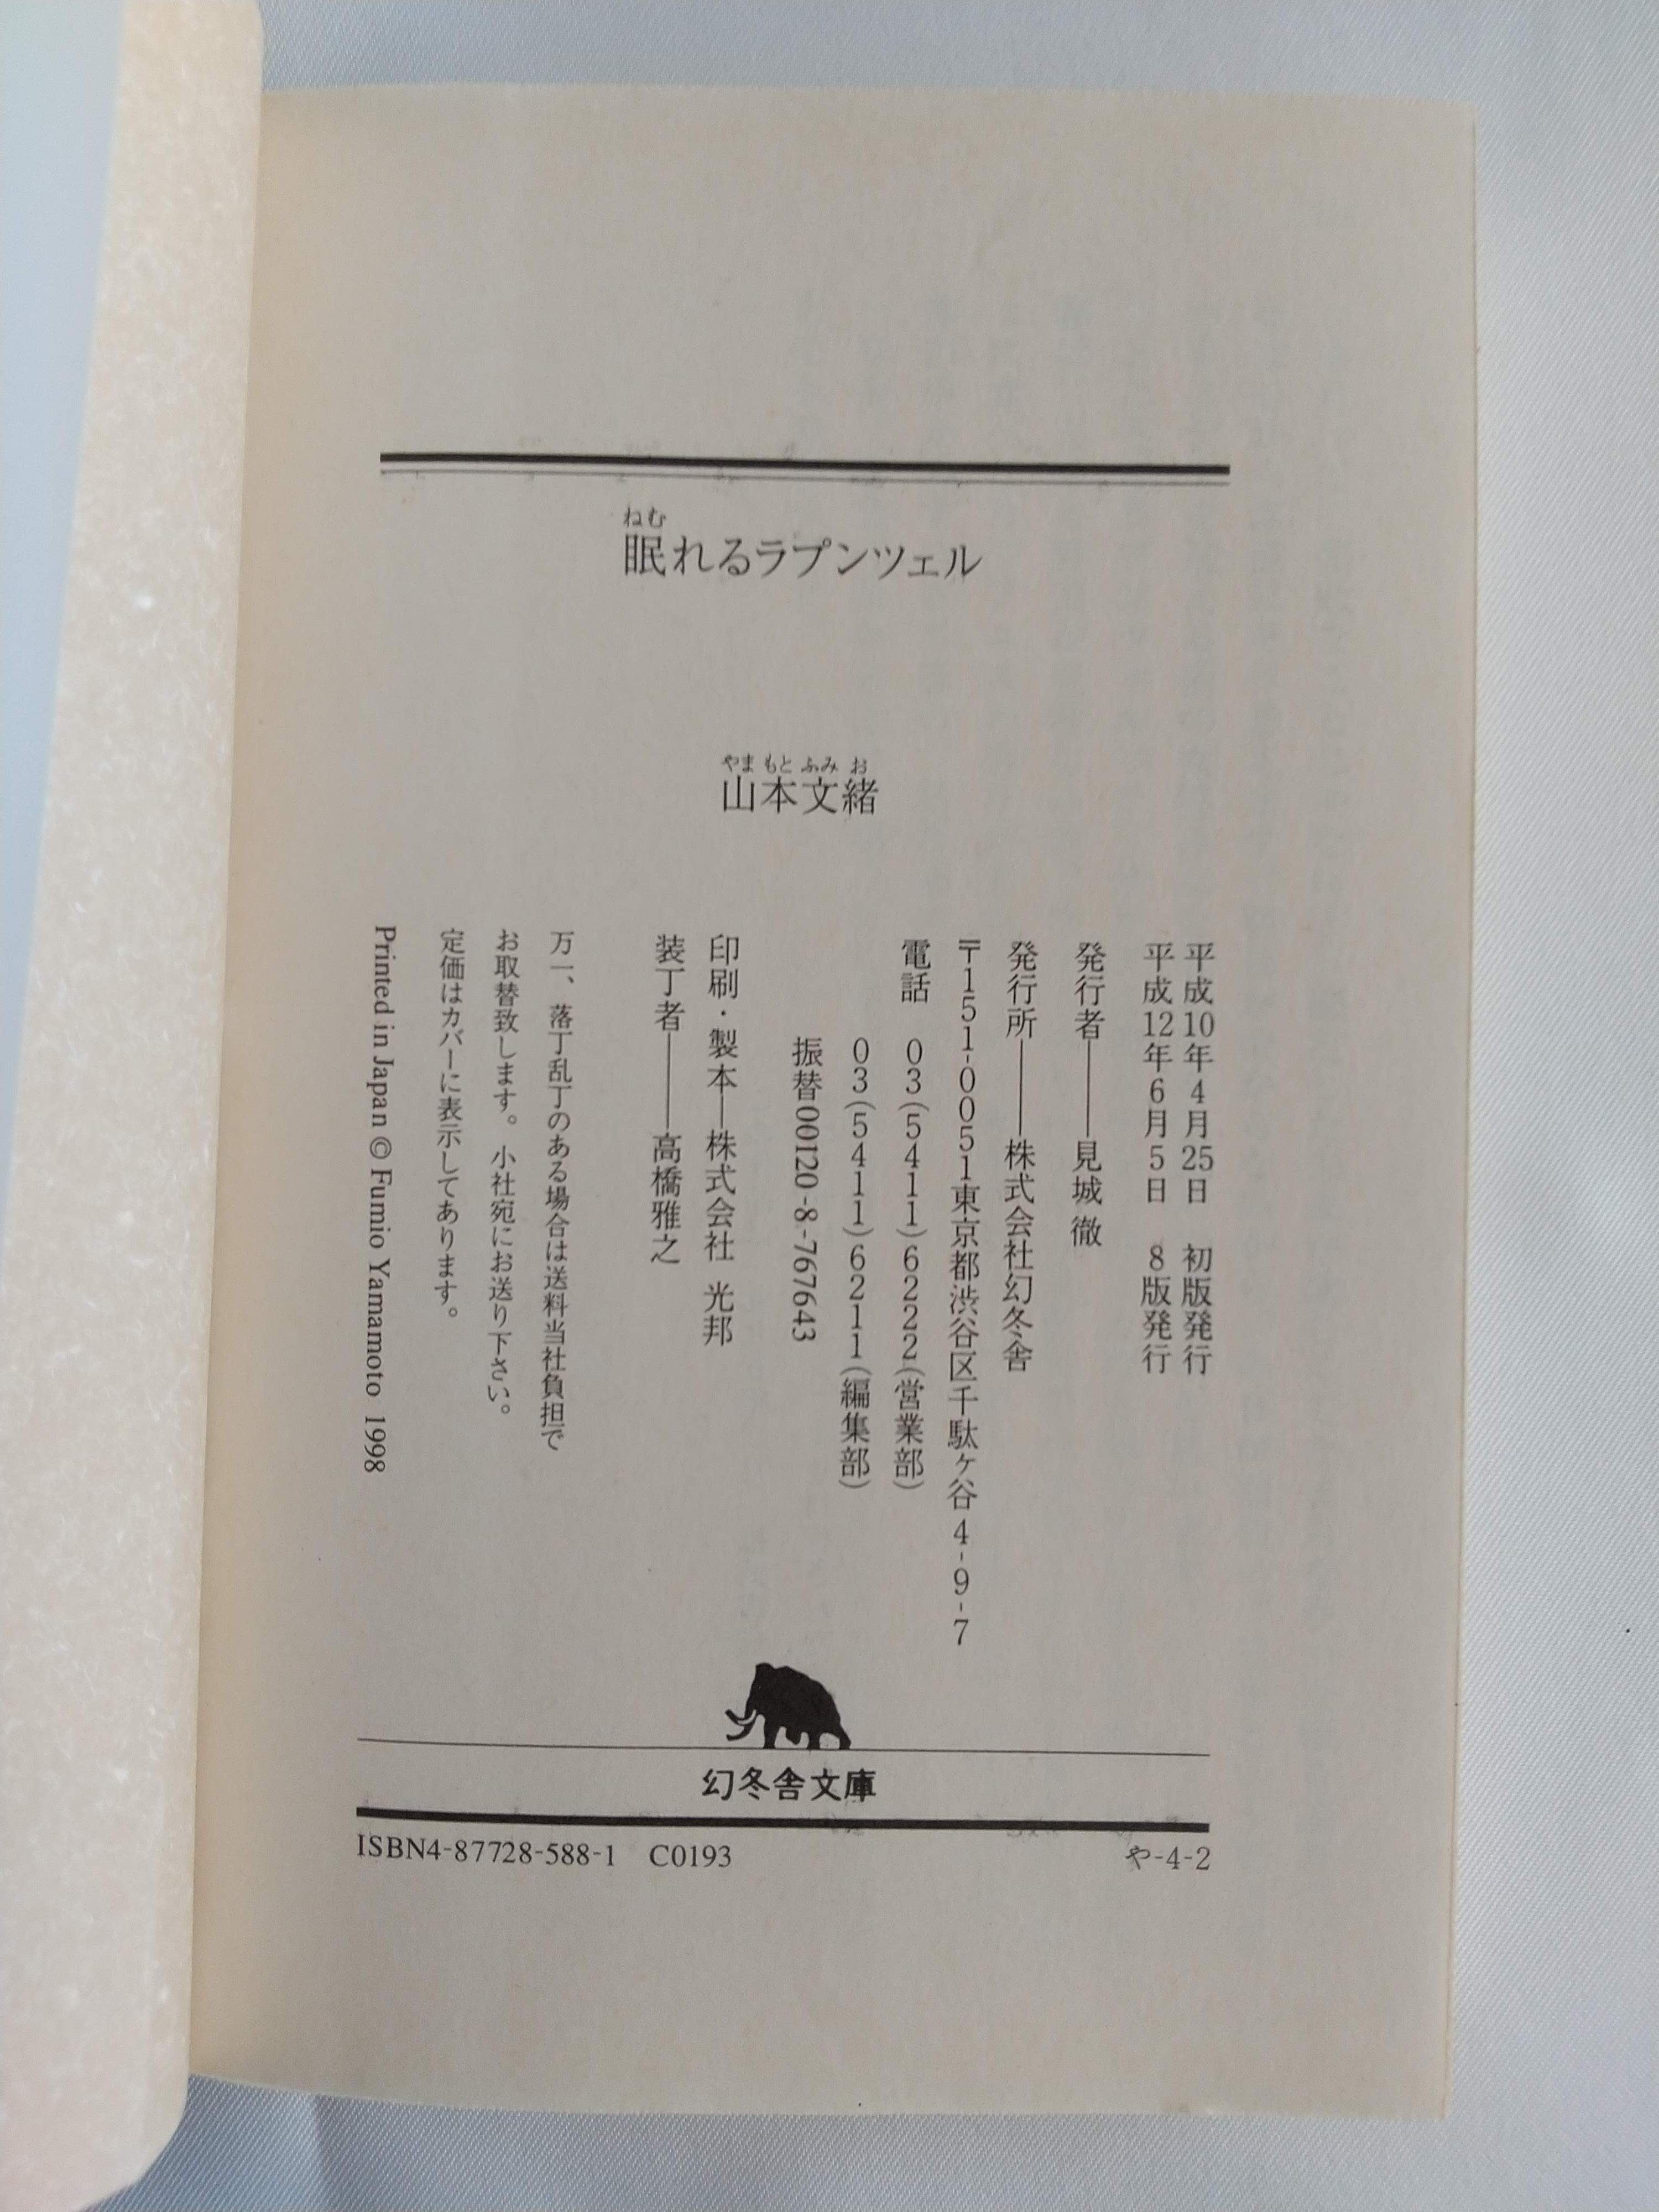 ねむ
眠れるラプンツェル
やまもとふみお
山本文緒
平成10年4月25日 初版発行
平成12年6月5日 8版発行
発行者――見城 徹
発行所――株式会社幻冬舎
〒151-0051東京都渋谷区千駄ヶ谷4-9-7
電話 03(5411)6222(営業部)
03(5411)6211(編集部)
振替00120-8-767643
印刷・製本―株式会社 光邦
装丁者――高橋雅之
万一、落丁乱丁のある場合は送料当社負担で
お取替致します。小社宛にお送り下さい。
定価はカバーに表示してあります。
Printed in Japan © Fumio Yamamoto 1998
幻冬舎文庫
ISBN4-87728-588-1 C0193
や-4-2